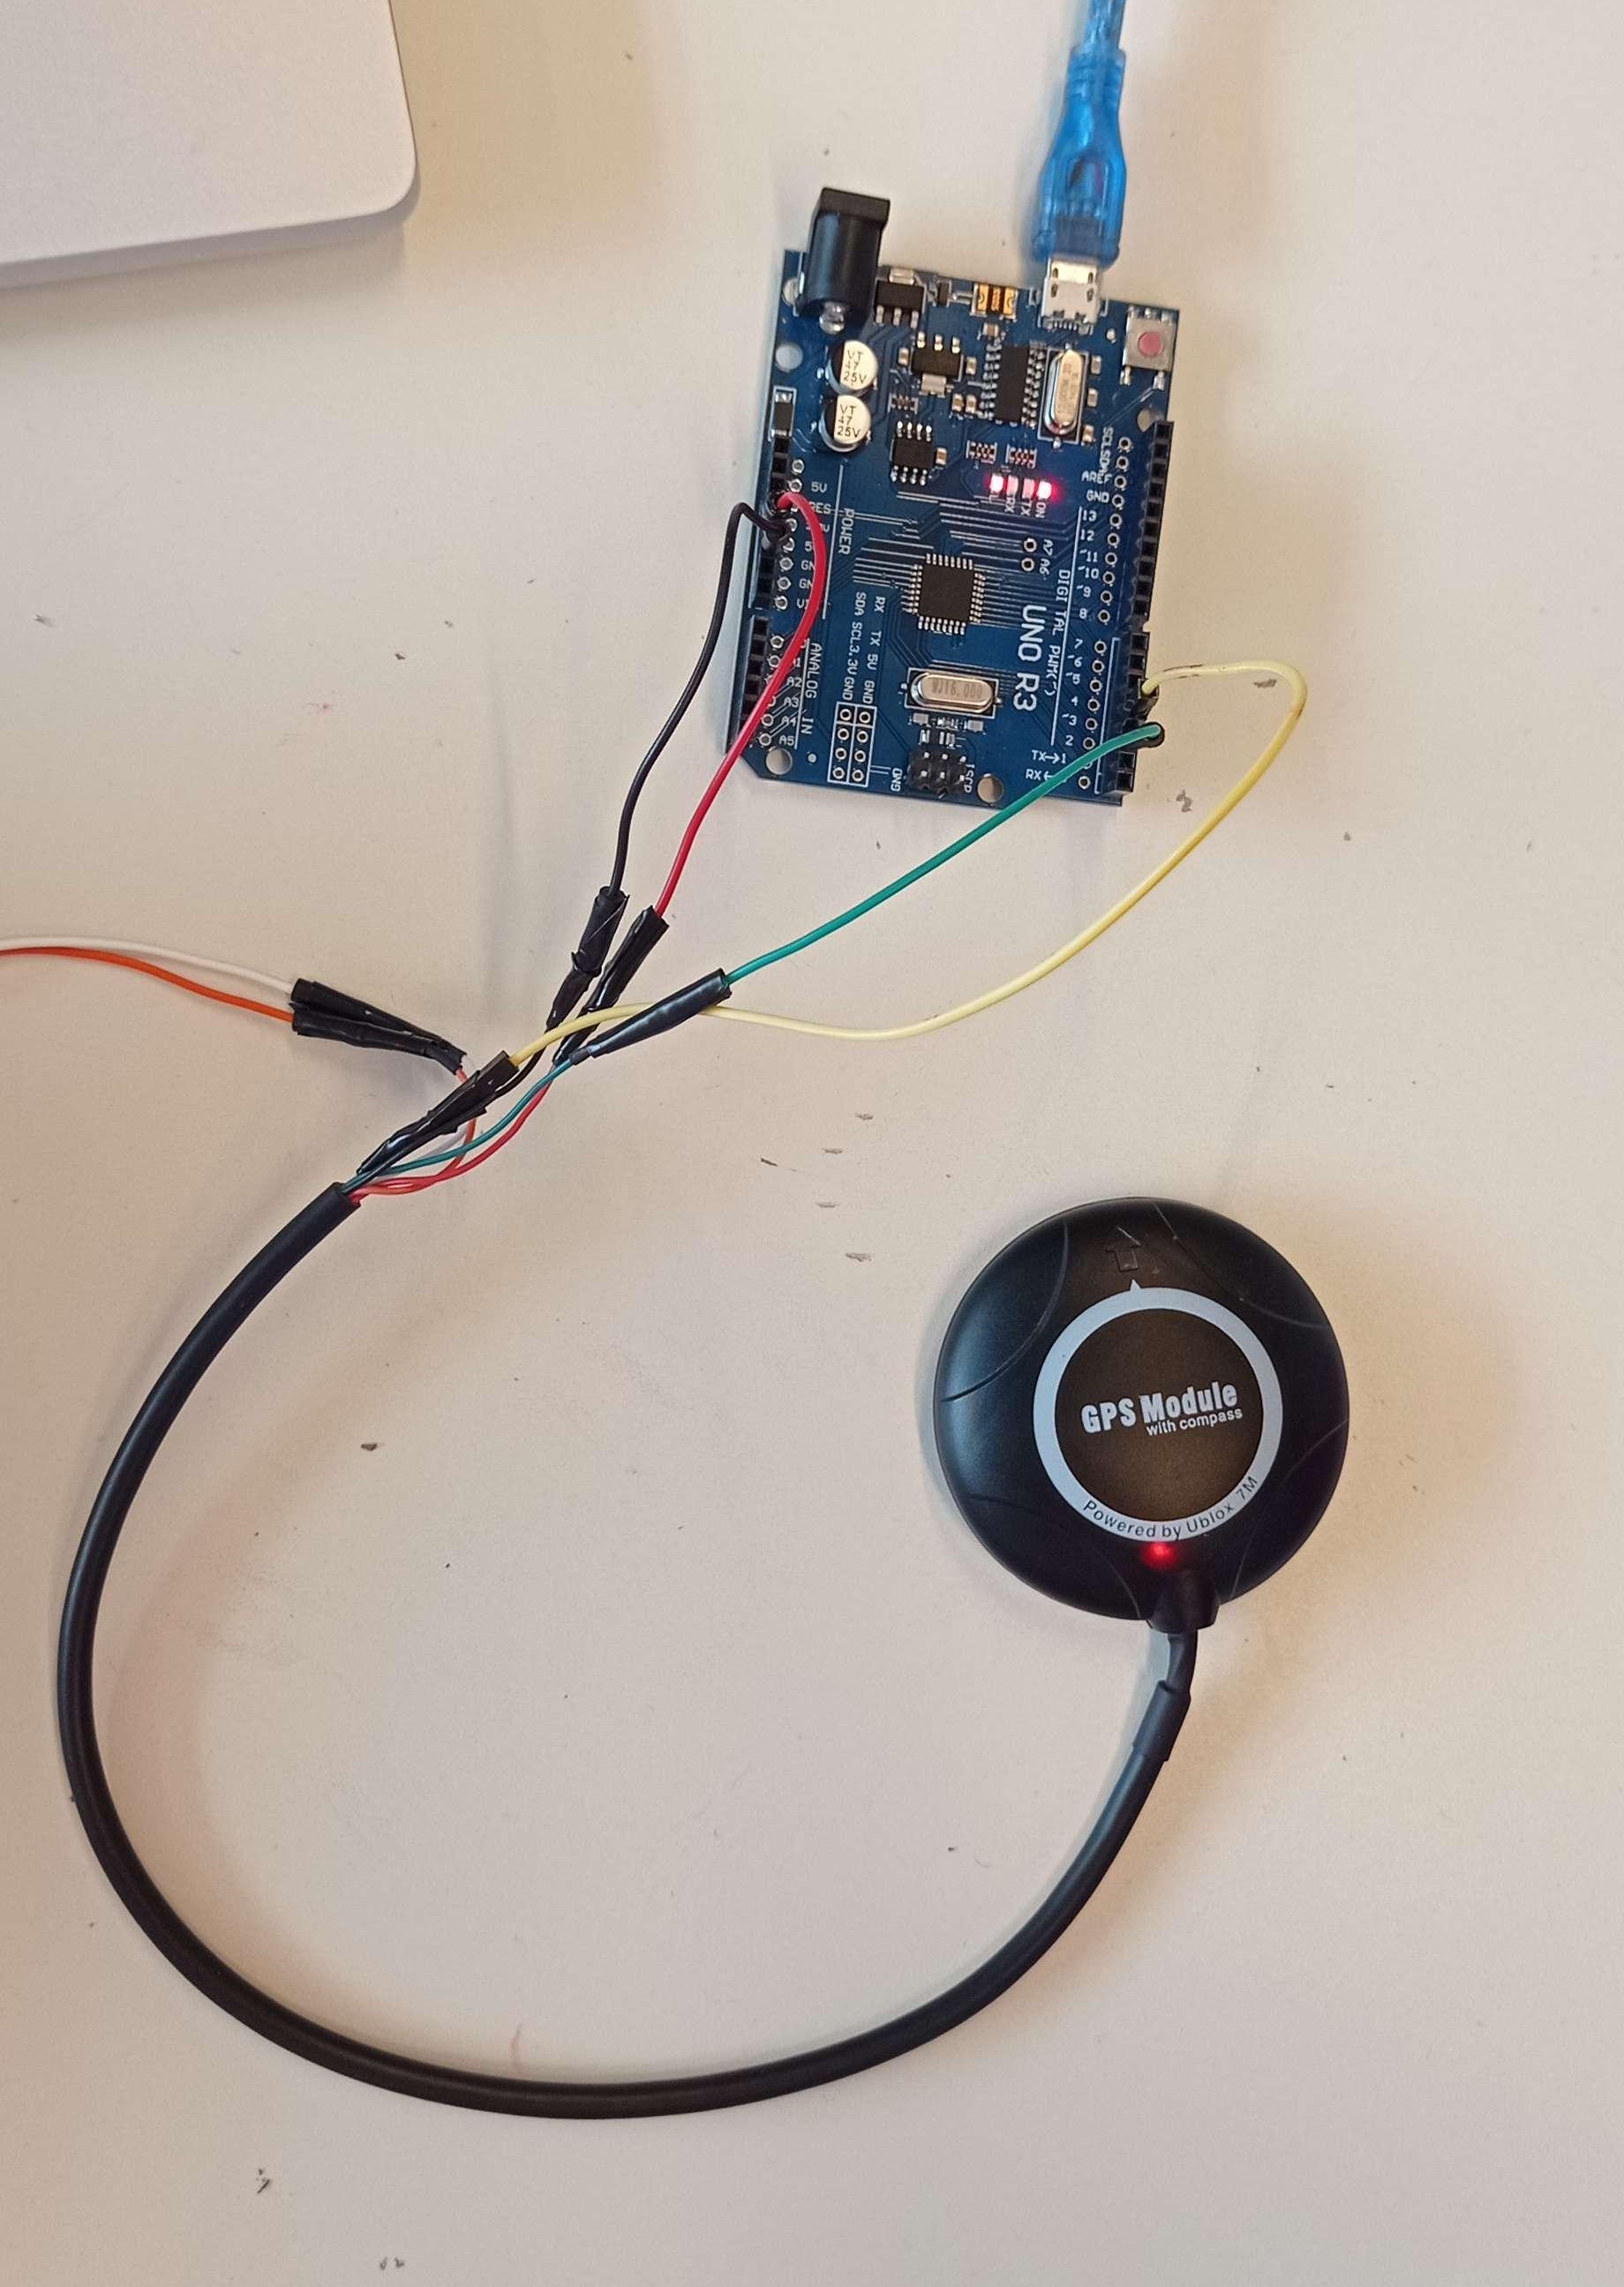 VT
47
25V
VT
47
25V
SCL
SDA
AREF
GND
13
12
~11
~10
~9
8
7
~6
~5
4
~3
2
TX→1
RX←
DIGITAL PWM(~)
L
RX
TX
ON
5V
RES
5
GN
GN
VI
POWER
A7
A6
UNO R3
RX TX 5V GND
SDA SCL 3.3V GND
A1
A2
A3
A4
A5
ANALOG IN
ICSP
GND
GPS Module
with compass
Powered by Ublox 7M